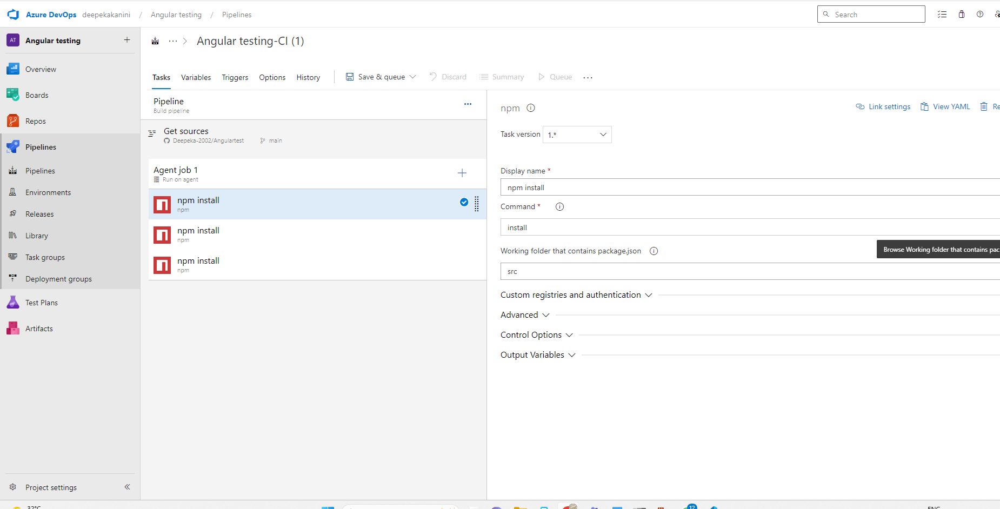 Azure DevOps deepekakanini / Angular testing / Pipelines
Search
AT Angular testing +
Overview
Boards
Repos
Pipelines
Pipelines
Environments
Releases
Library
Task groups
Deployment groups
Test Plans
Artifacts
Project settings
... > Angular testing-CI (1)
Tasks Variables Triggers Options History Save & queue Discard Summary Queue ...
Pipeline
Build pipeline
Get sources
Deepeka-2002/Angulartest main
Agent job 1
Run on agent
npm install
npm
npm install
npm
npm install
npm
npm
Link settings View YAML Re
Task version 1.*
Display name *
npm install
Command *
install
Working folder that contains package.json
Browse Working folder that contains pac
src
Custom registries and authentication
Advanced
Control Options
Output Variables
32°C
12
ENG